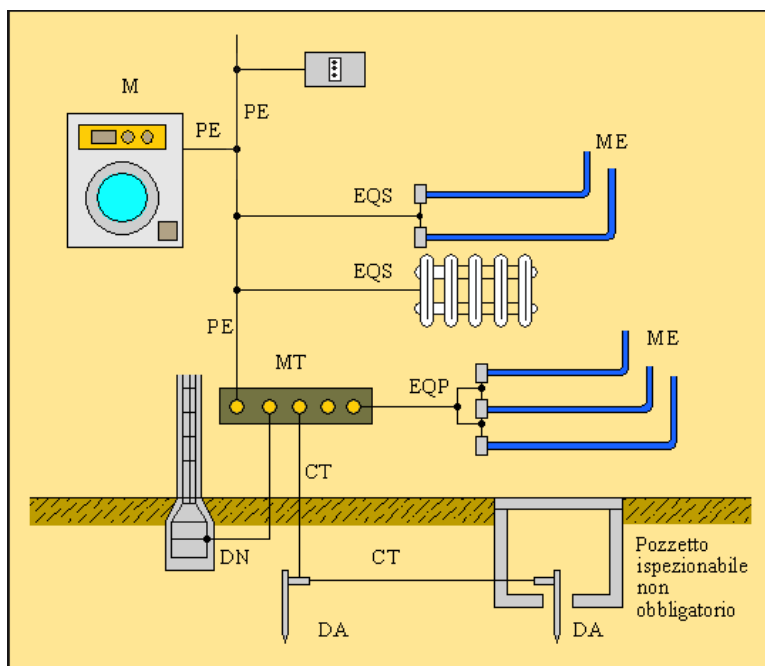 M
PE
PE
ME
EQS
EQS
PE
MT
EQP
ME
CT
DN
CT
Pozzetto
ispezionabile
non
obbligatorio
DA
DA